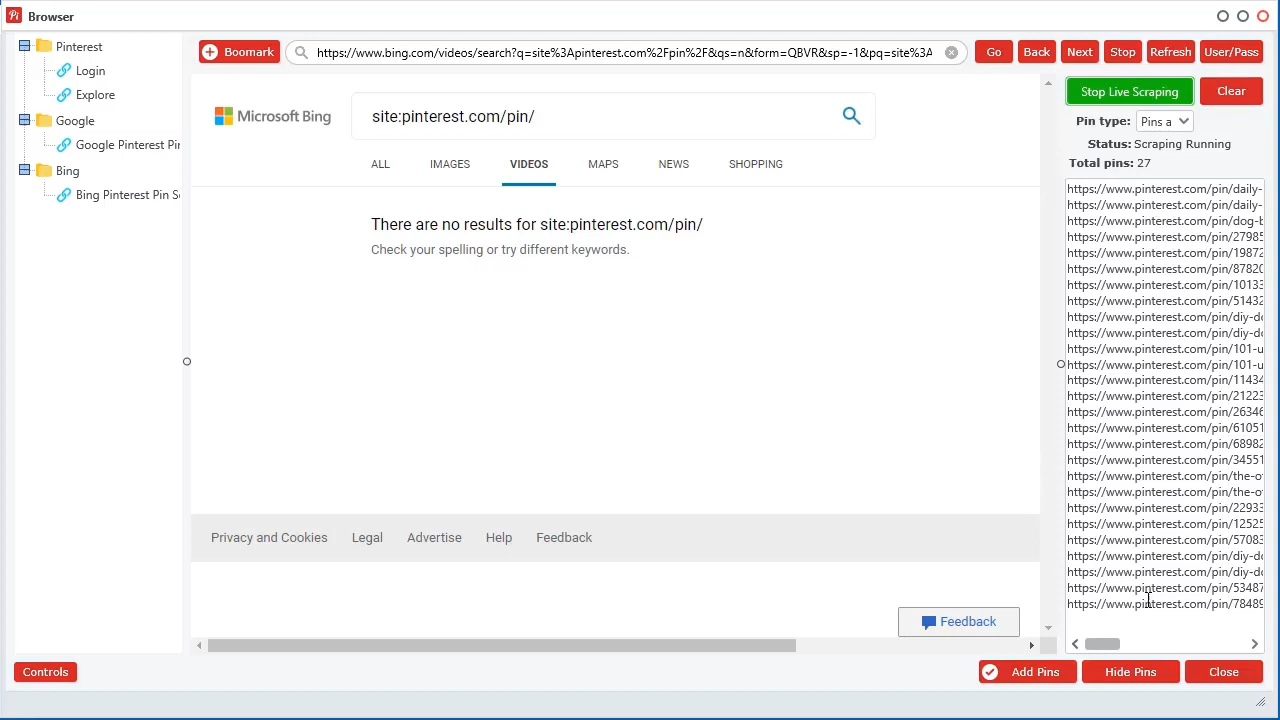 Browser
Pinterest
Login
Explore
Google
Google Pinterest Pin
Bing
Bing Pinterest Pin S
Boomark
https://www.bing.com/videos/search?q=site%3Apinterest.com%2Fpin%2F&qs=n&form=QBVR&sp=-1&pq=site%3A
Go
Back
Next
Stop
Refresh
User/Pass
Microsoft Bing
site:pinterest.com/pin/
ALL
IMAGES
VIDEOS
MAPS
NEWS
SHOPPING
There are no results for site:pinterest.com/pin/
Check your spelling or try different keywords.
Privacy and Cookies
Legal
Advertise
Help
Feedback
Feedback
Stop Live Scraping
Clear
Pin type:
Pins a
Status: Scraping Running
Total pins: 27
https://www.pinterest.com/pin/daily-
https://www.pinterest.com/pin/daily-
https://www.pinterest.com/pin/dog-b
https://www.pinterest.com/pin/27985
https://www.pinterest.com/pin/19872
https://www.pinterest.com/pin/87820
https://www.pinterest.com/pin/10133
https://www.pinterest.com/pin/51432
https://www.pinterest.com/pin/diy-do
https://www.pinterest.com/pin/diy-do
https://www.pinterest.com/pin/101-u
https://www.pinterest.com/pin/101-u
https://www.pinterest.com/pin/11434
https://www.pinterest.com/pin/21223
https://www.pinterest.com/pin/26346
https://www.pinterest.com/pin/61051
https://www.pinterest.com/pin/68982
https://www.pinterest.com/pin/34551
https://www.pinterest.com/pin/the-o
https://www.pinterest.com/pin/the-o
https://www.pinterest.com/pin/22933
https://www.pinterest.com/pin/12525
https://www.pinterest.com/pin/57083
https://www.pinterest.com/pin/diy-do
https://www.pinterest.com/pin/diy-do
https://www.pinterest.com/pin/53487
https://www.pinterest.com/pin/78489
Controls
Add Pins
Hide Pins
Close